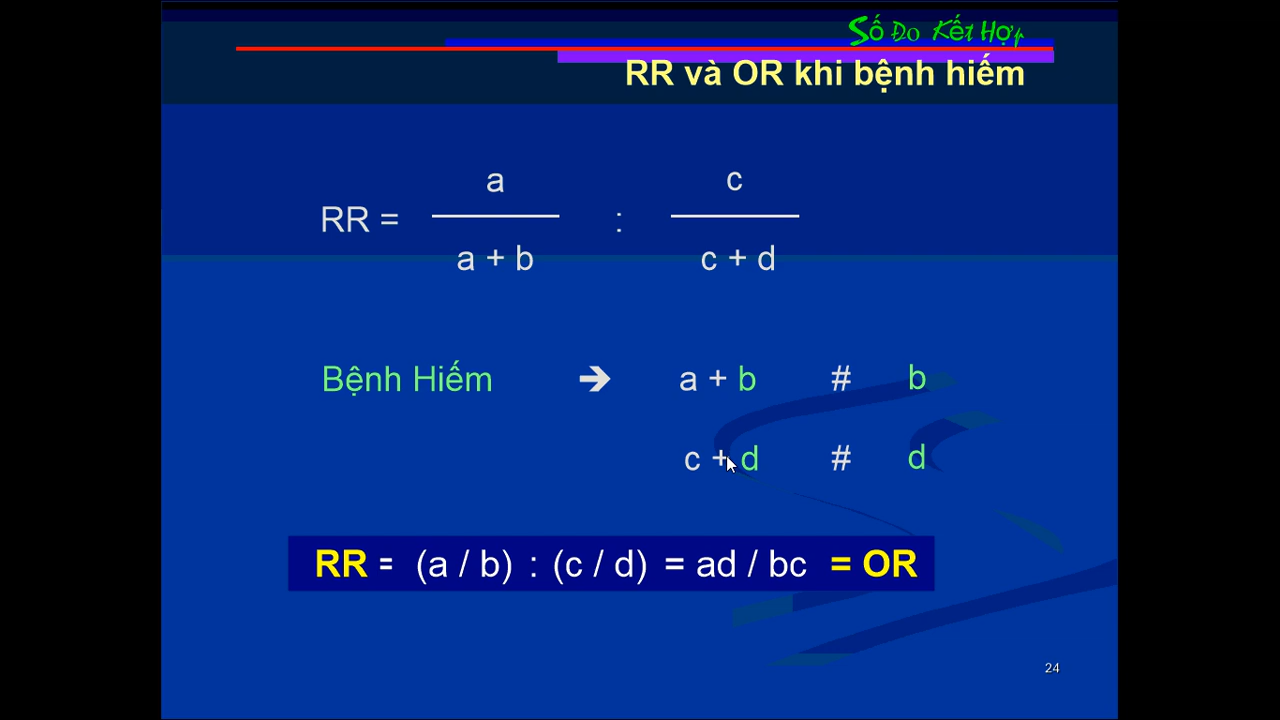 Số Đo Kết Hợp
RR và OR khi bệnh hiếm
a c
RR = :
a + b c + d
Bệnh Hiếm ➔ a + b # b
c + d # d
RR = (a / b) : (c / d) = ad / bc = OR
24